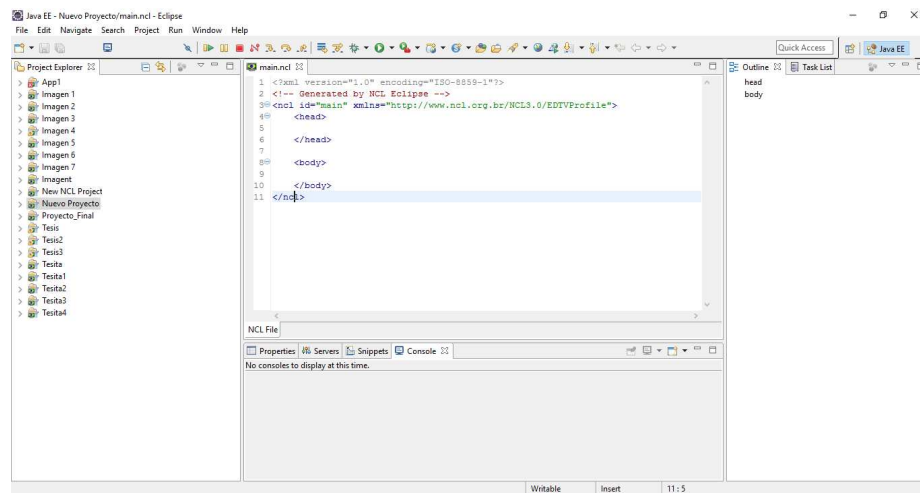 Java EE - Nuevo Proyecto/main.ncl - Eclipse
File Edit Navigate Search Project Run Window Help
Quick Access
Java EE
Project Explorer
App1
Imagen 1
Imagen 2
Imagen 3
Imagen 4
Imagen 5
Imagen 6
Imagen 7
Imagent
New NCL Project
Nuevo Proyecto
Proyecto_Final
Tesis
Tesis2
Tesis3
Tesita
Tesita1
Tesita2
Tesita3
Tesita4
main.ncl
1 <?xml version="1.0" encoding="ISO-8859-1"?>
2 <!-- Generated by NCL Eclipse -->
3 <ncl id="main" xmlns="http://www.ncl.org.br/NCL3.0/EDTVProfile">
4 <head>
5
6 </head>
7
8 <body>
9
10 </body>
11 </ncl>
NCL File
Properties Servers Snippets Console
No consoles to display at this time.
Outline Task List
head
body
Writable Insert 11 : 5